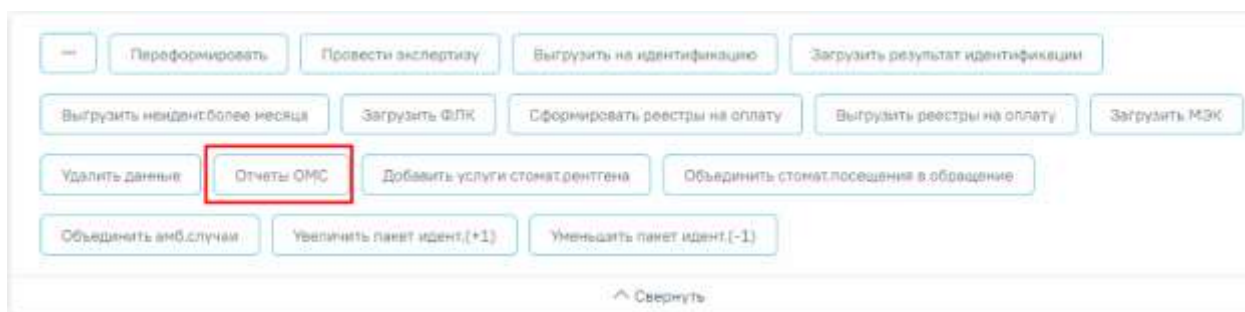 — Переформировать Провести экспертизу Выгрузить на идентификацию Загрузить результат идентификации
Выгрузить неидент.более месяца Загрузить ФЛК Сформировать реестры на оплату Выгрузить реестры на оплату Загрузить МЭК
Удалить данные Отчеты ОМС Добавить услуги стомат.рентгена Объединить стомат.посещения в обращение
Объединить амб.случаи Увеличить пакет идент.(+1) Уменьшить пакет идент.(-1)
Свернуть